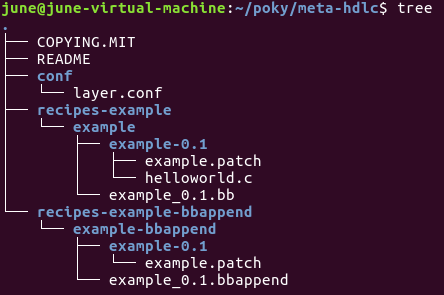 june@june-virtual-machine:~/poky/meta-hdlc$ tree
.
├── COPYING.MIT
├── README
├── conf
│   └── layer.conf
├── recipes-example
│   └── example
│       ├── example-0.1
│       │   ├── example.patch
│       │   └── helloworld.c
│       └── example_0.1.bb
└── recipes-example-bbappend
    └── example-bbappend
        ├── example-0.1
        │   └── example.patch
        └── example_0.1.bbappend